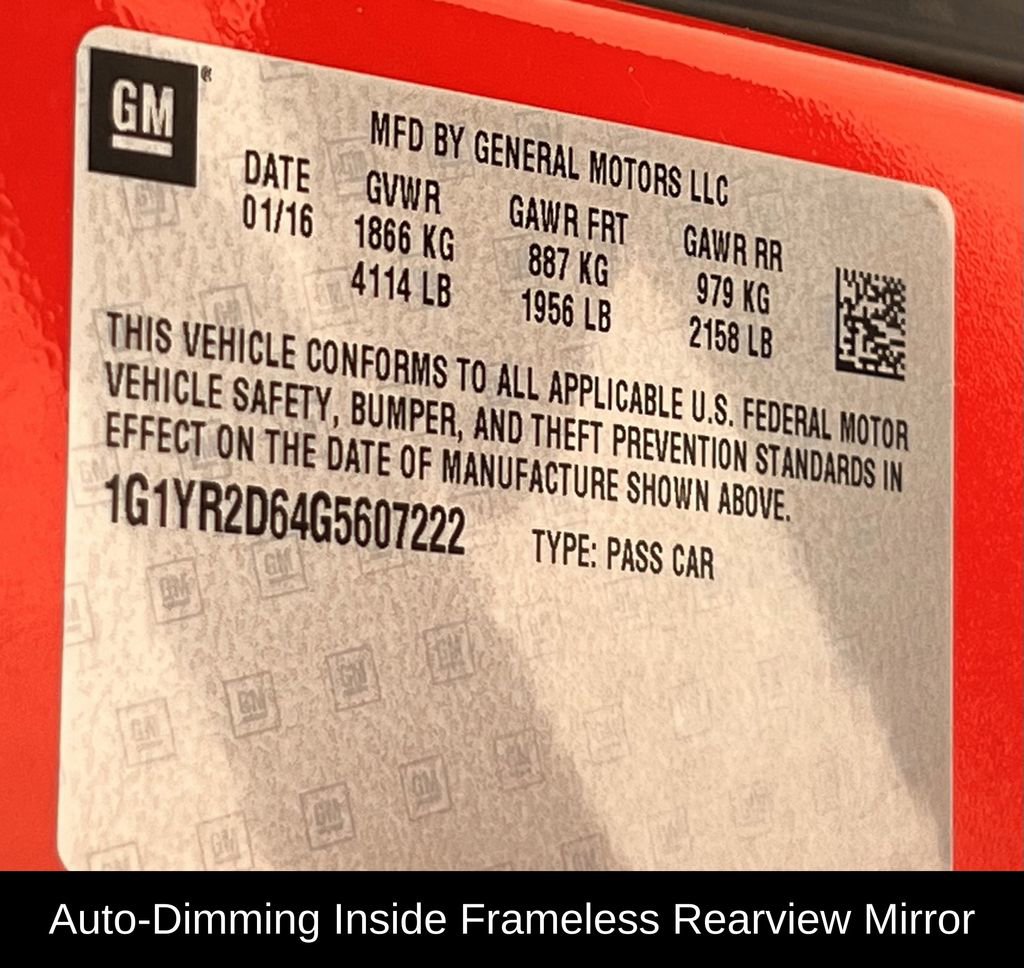 GM®
MFD BY GENERAL MOTORS LLC
DATE GVWR GAWR FRT GAWR RR
01/16 1866 KG 887 KG 979 KG
4114 LB 1956 LB 2158 LB
THIS VEHICLE CONFORMS TO ALL APPLICABLE U.S. FEDERAL MOTOR
VEHICLE SAFETY, BUMPER, AND THEFT PREVENTION STANDARDS IN
EFFECT ON THE DATE OF MANUFACTURE SHOWN ABOVE.
1G1YR2D64G5607222 TYPE: PASS CAR
Auto-Dimming Inside Frameless Rearview Mirror